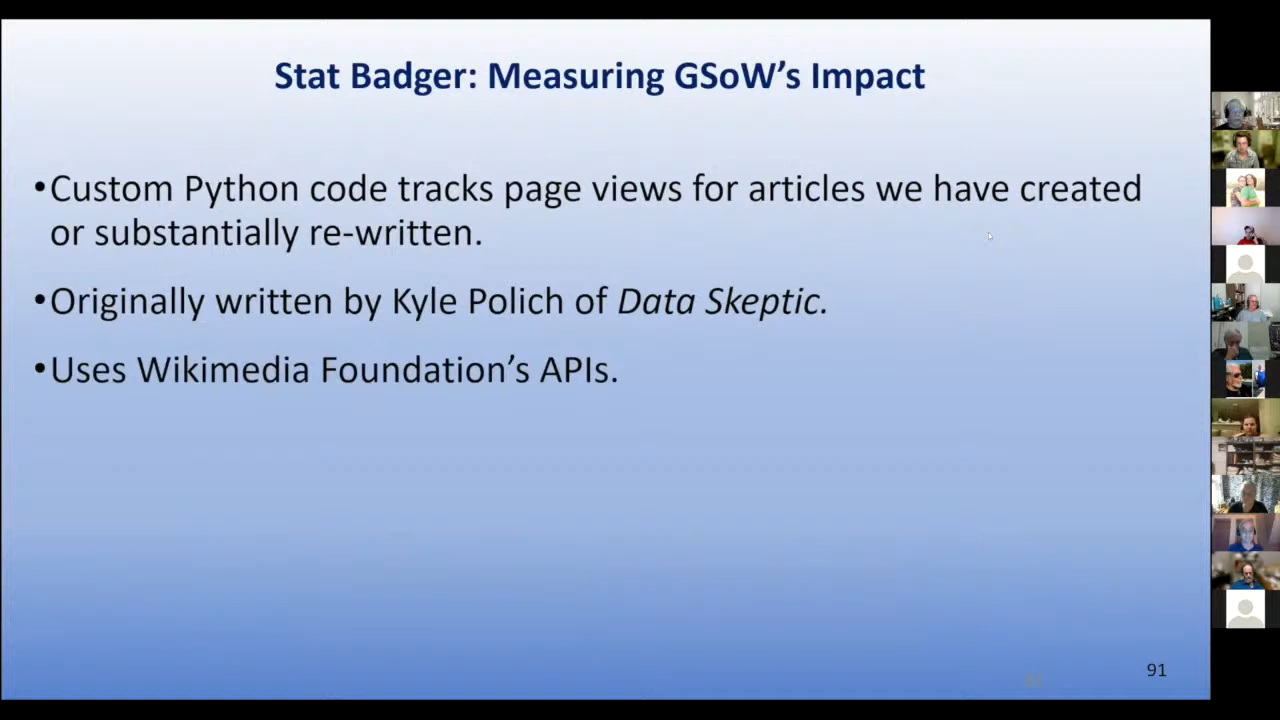 Stat Badger: Measuring GSoW’s Impact
•Custom Python code tracks page views for articles we have created
or substantially re-written.
•Originally written by Kyle Polich of Data Skeptic.
•Uses Wikimedia Foundation’s APIs.
91